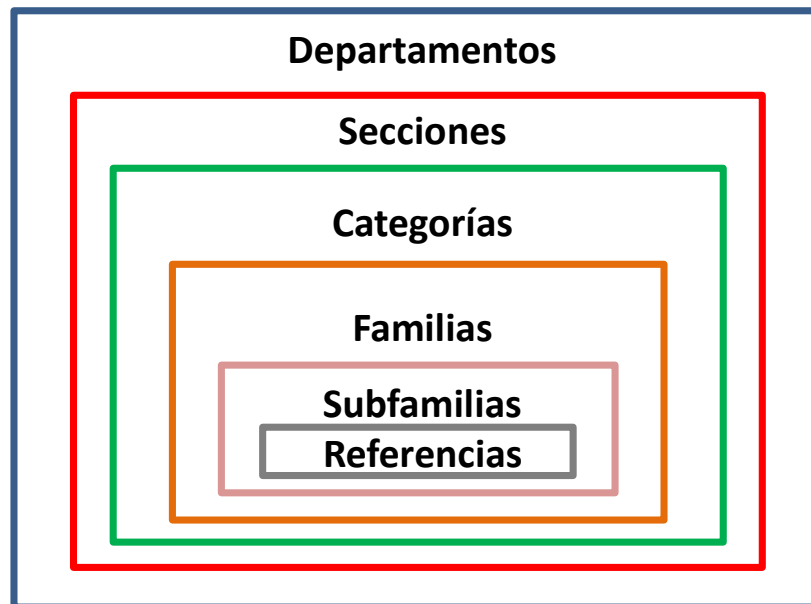 Departamentos
Secciones
Categorías
Familias
Subfamilias
Referencias